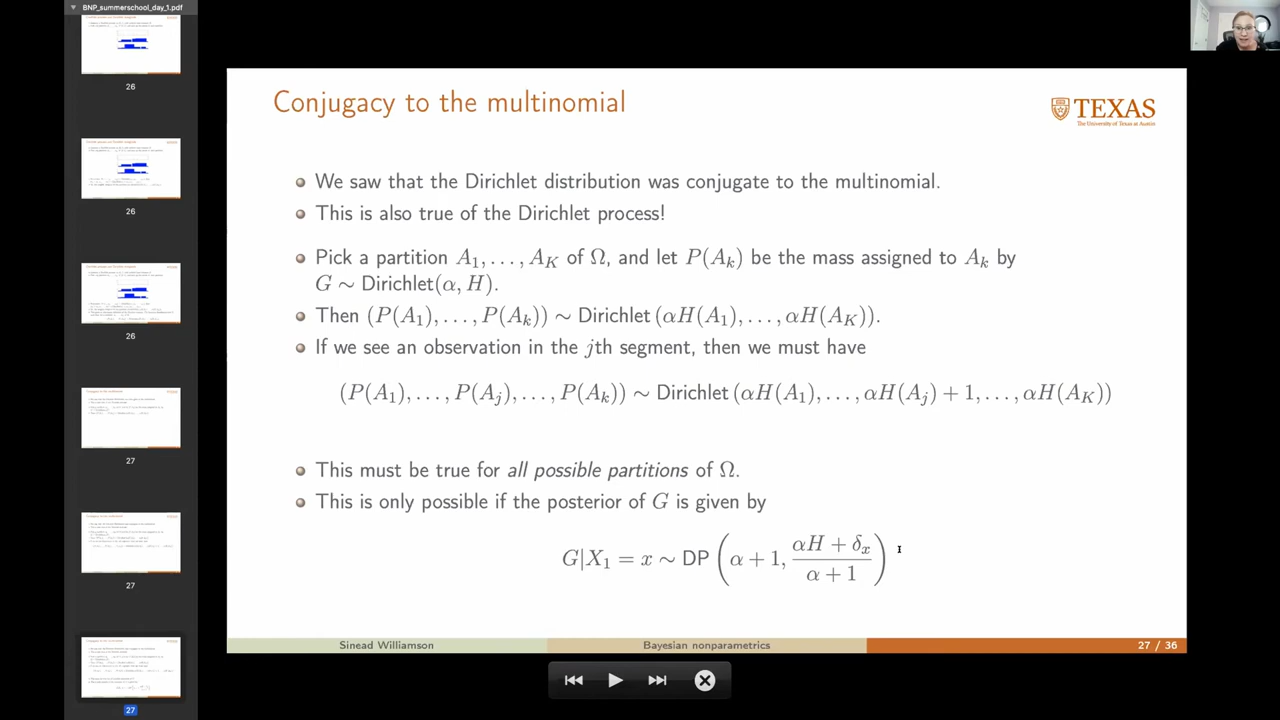 BNP_summerschool_day_1.pdf
26
26
26
27
27
27
Conjugacy to the multinomial
TEXAS
The University of Texas at Austin
We saw that the Dirichlet distribution was conjugate to the multinomial.
This is also true of the Dirichlet process!
Pick a partition A₁, . . . , A_K of Ω, and let P(A_k) be the mass assigned to A_k by
G ∼ Dirichlet(α, H).
Then (P(A₁), . . . P(A_k)) ∼ Dirichlet (αH(A₁), . . . , αH(A_K)).
If we see an observation in the jth segment, then we must have
(P(A₁), . . . P(A_j), . . . P(A_k)) ∼ Dirichlet (αH(A₁), . . . , αH(A_j) + 1, . . . , αH(A_K))
This must be true for all possible partitions of Ω.
This is only possible if the posterior of G is given by
G|X₁ = x ∼ DP (α + 1, (αH + δₓ)/(α + 1))
Sinead Williamson Bayesian nonparametrics 27 / 36